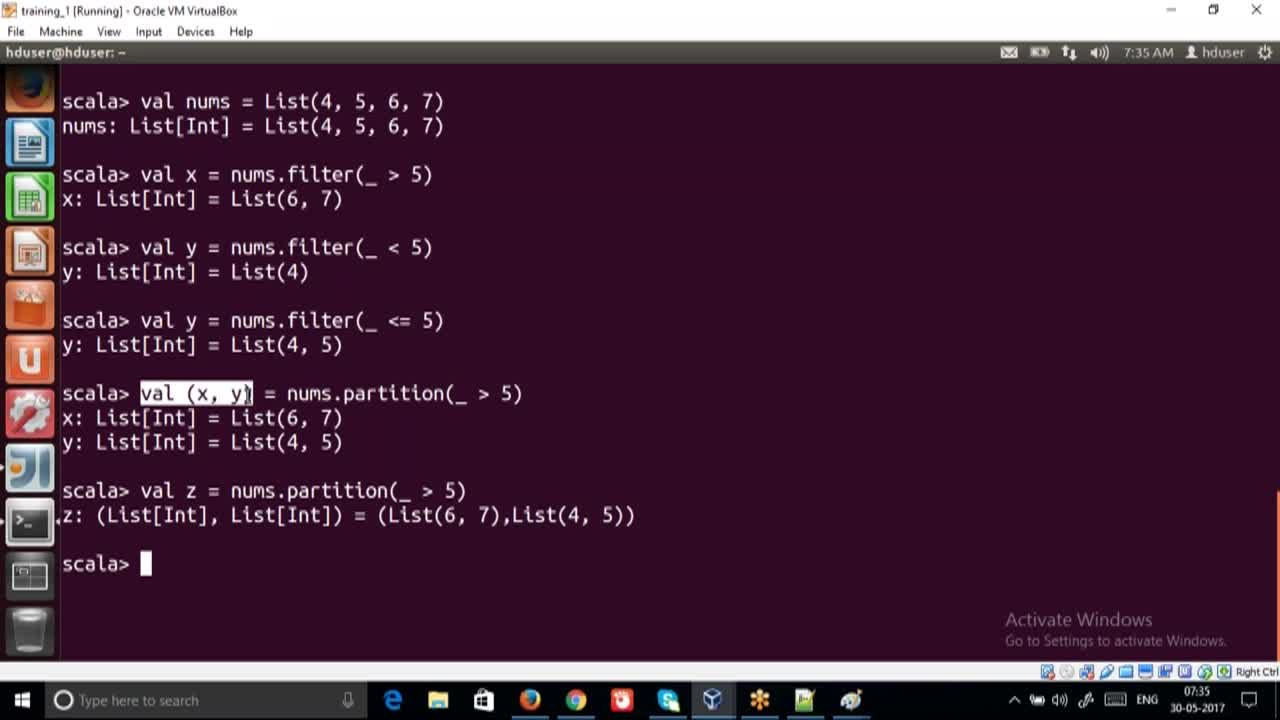 training_1 [Running] - Oracle VM VirtualBox
File Machine View Input Devices Help
hduser@hduser: ~
7:35 AM hduser
scala> val nums = List(4, 5, 6, 7)
nums: List[Int] = List(4, 5, 6, 7)
scala> val x = nums.filter(_ > 5)
x: List[Int] = List(6, 7)
scala> val y = nums.filter(_ < 5)
y: List[Int] = List(4)
scala> val y = nums.filter(_ <= 5)
y: List[Int] = List(4, 5)
scala> val (x, y) = nums.partition(_ > 5)
x: List[Int] = List(6, 7)
y: List[Int] = List(4, 5)
scala> val z = nums.partition(_ > 5)
z: (List[Int], List[Int]) = (List(6, 7),List(4, 5))
scala>
Activate Windows
Go to Settings to activate Windows.
Right Ctrl
Type here to search
ENG
07:35
30-05-2017